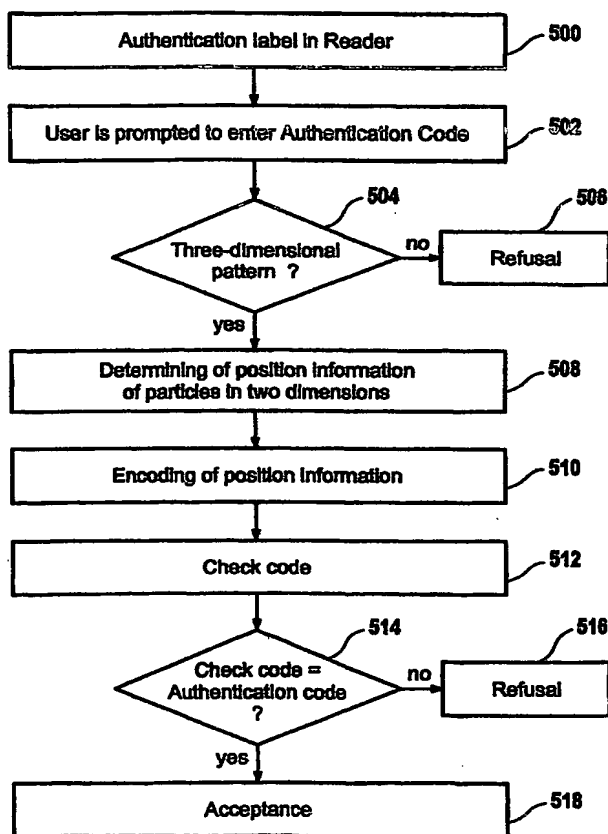 Authentication label in Reader
500
User is prompted to enter Authentication Code
502
504
506
Three-dimensional
pattern ?
no
Refusal
yes
Determining of position information
of particles in two dimensions
508
Encoding of position information
510
Check code
512
514
516
Check code =
Authentication code
?
no
Refusal
yes
Acceptance
518